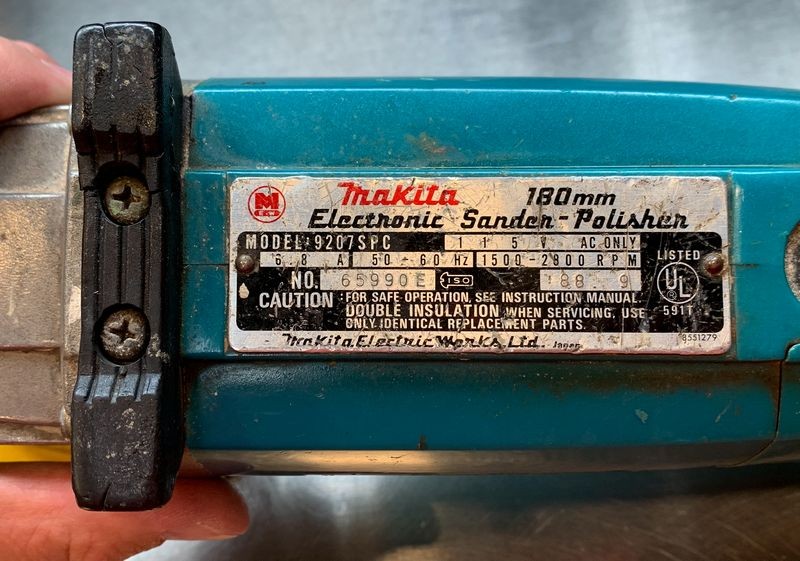 M
Makita 180mm
Electronic Sander-Polisher
MODEL 9207SPC 115V AC ONLY
6.8 A 50-60 Hz 1500-2800 RPM
NO. 65990E ISO 88 9
CAUTION: FOR SAFE OPERATION, SEE INSTRUCTION MANUAL.
DOUBLE INSULATION WHEN SERVICING, USE
ONLY IDENTICAL REPLACEMENT PARTS.
Makita Electric Works, Ltd. Japan
LISTED
UL
®
591T
8551279